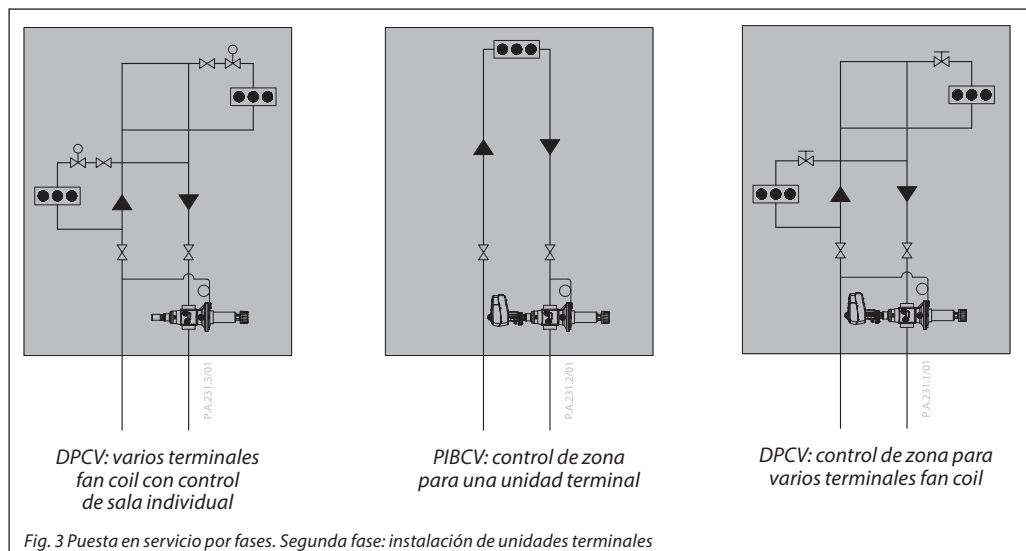 P.A.231.3/01
P.A.231.2/01
P.A.231.1/01
DPCV: varios terminales
fan coil con control
de sala individual
PIBCV: control de zona
para una unidad terminal
DPCV: control de zona para
varios terminales fan coil
Fig. 3 Puesta en servicio por fases. Segunda fase: instalación de unidades terminales